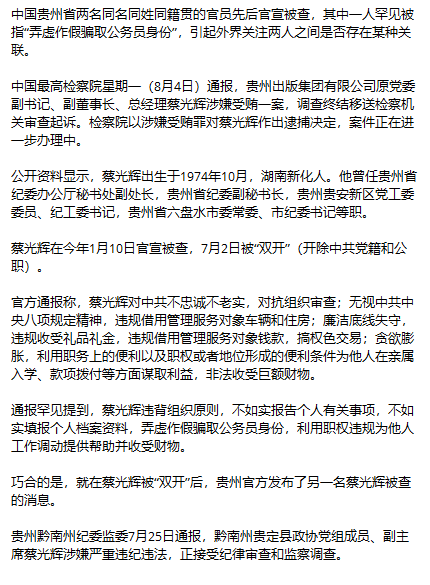 中国贵州省两名同名同姓同籍贯的官员先后官宣被查，其中一人罕见被
指“弄虚作假骗取公务员身份”，引起外界关注两人之间是否存在某种关
联。
中国最高检察院星期一（8月4日）通报，贵州出版集团有限公司原党委
副书记、副董事长、总经理蔡光辉涉嫌受贿一案，调查终结移送检察机
关审查起诉。检察院以涉嫌受贿罪对蔡光辉作出逮捕决定，案件正在进
一步办理中。
公开资料显示，蔡光辉出生于1974年10月，湖南新化人。他曾任贵州省
纪委办公厅秘书处副处长，贵州省纪委副秘书长，贵州贵安新区党工委
委员、纪工委书记，贵州省六盘水市委常委、市纪委书记等职。
蔡光辉在今年1月10日官宣被查，7月2日被“双开”（开除中共党籍和公
职）。
官方通报称，蔡光辉对中共不忠诚不老实，对抗组织审查；无视中共中
央八项规定精神，违规借用管理服务对象车辆和住房；廉洁底线失守，
违规收受礼品礼金，违规借用管理服务对象钱款，搞权色交易；贪欲膨
胀，利用职务上的便利以及职权或者地位形成的便利条件为他人在亲属
入学、款项拨付等方面谋取利益，非法收受巨额财物。
通报罕见提到，蔡光辉违背组织原则，不如实报告个人有关事项，不如
实填报个人档案资料，弄虚作假骗取公务员身份，利用职权违规为他人
工作调动提供帮助并收受财物。
巧合的是，就在蔡光辉被“双开”后，贵州官方发布了另一名蔡光辉被查
的消息。
贵州黔南州纪委监委7月25日通报，黔南州贵定县政协党组成员、副主
席蔡光辉涉嫌严重违纪违法，正接受纪律审查和监察调查。